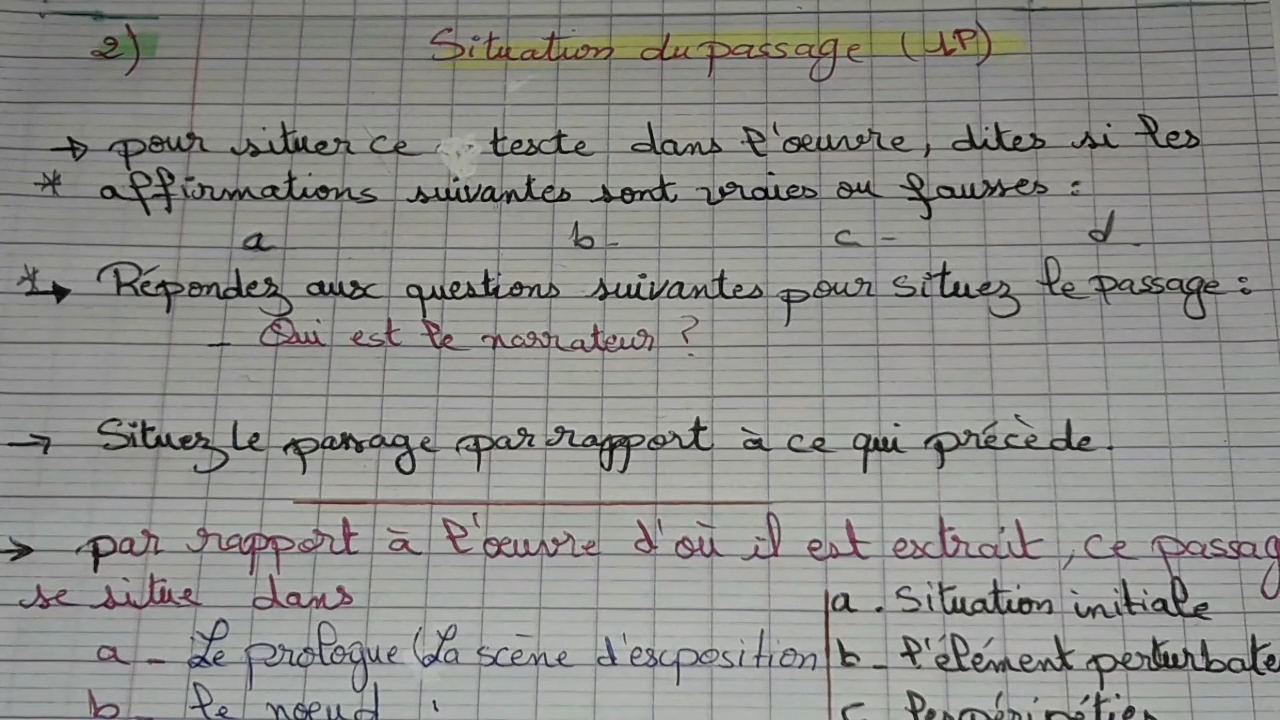 2) Situation du passage (1P)
→ pour situer ce texte dans l'oeuvre, dites si les
* affirmations suivantes sont vraies ou fausses :
a b - c - d -
*→ Répondez aux questions suivantes pour situez le passage :
- Qui est le narrateur ?
→ Situez le passage par rapport à ce qui précède.
→ par rapport à l'oeuvre d'où il est extrait, ce passag
se situe dans
a . Situation initiale
a - Le prologue (La scène d'exposition
b - l'élément perturbate
b - le noeud
c